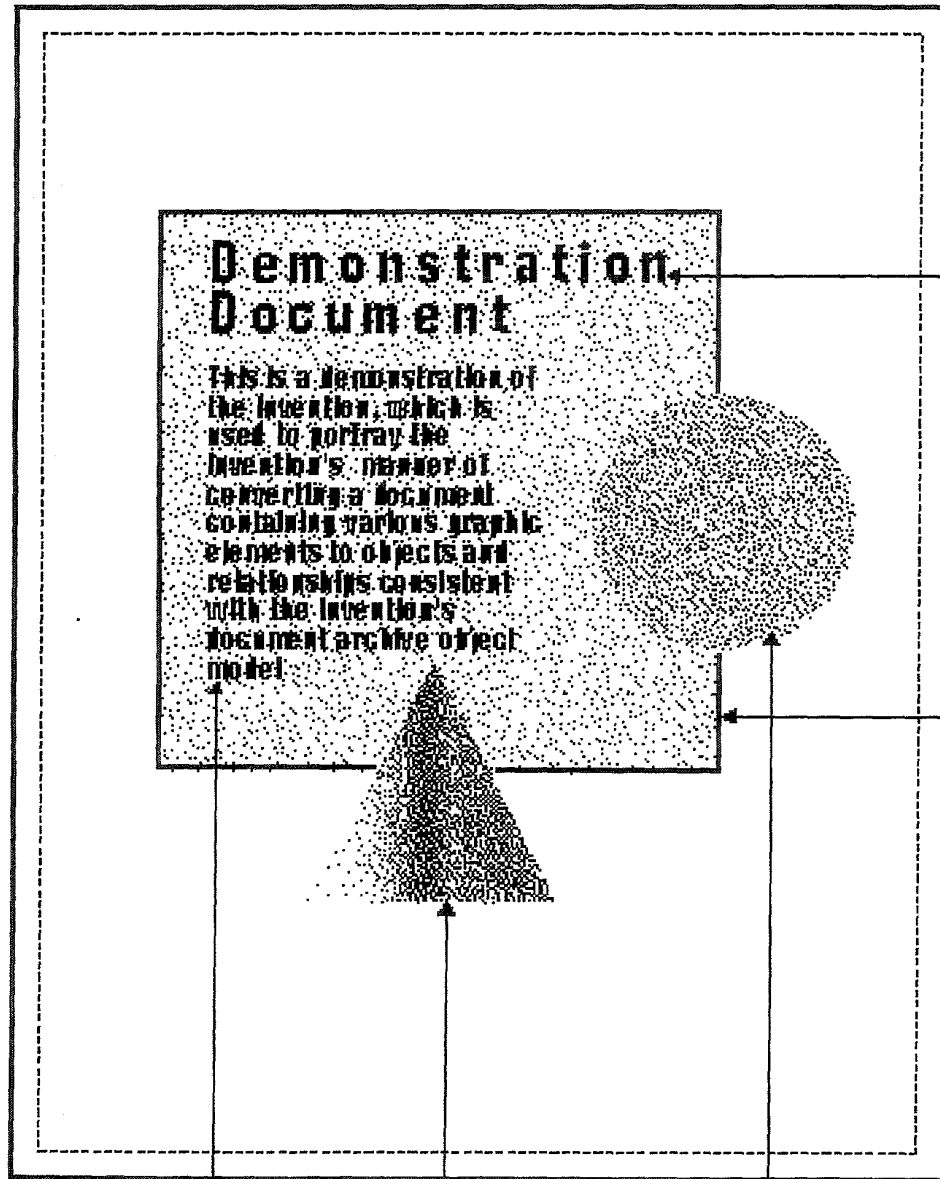 Demonstration
Document
This is a demonstration of
the invention, which is
used to portray the
invention's manner of
converting a document
containing various graphic
elements to objects and
relationships consistent
with the invention's
document archive object
model